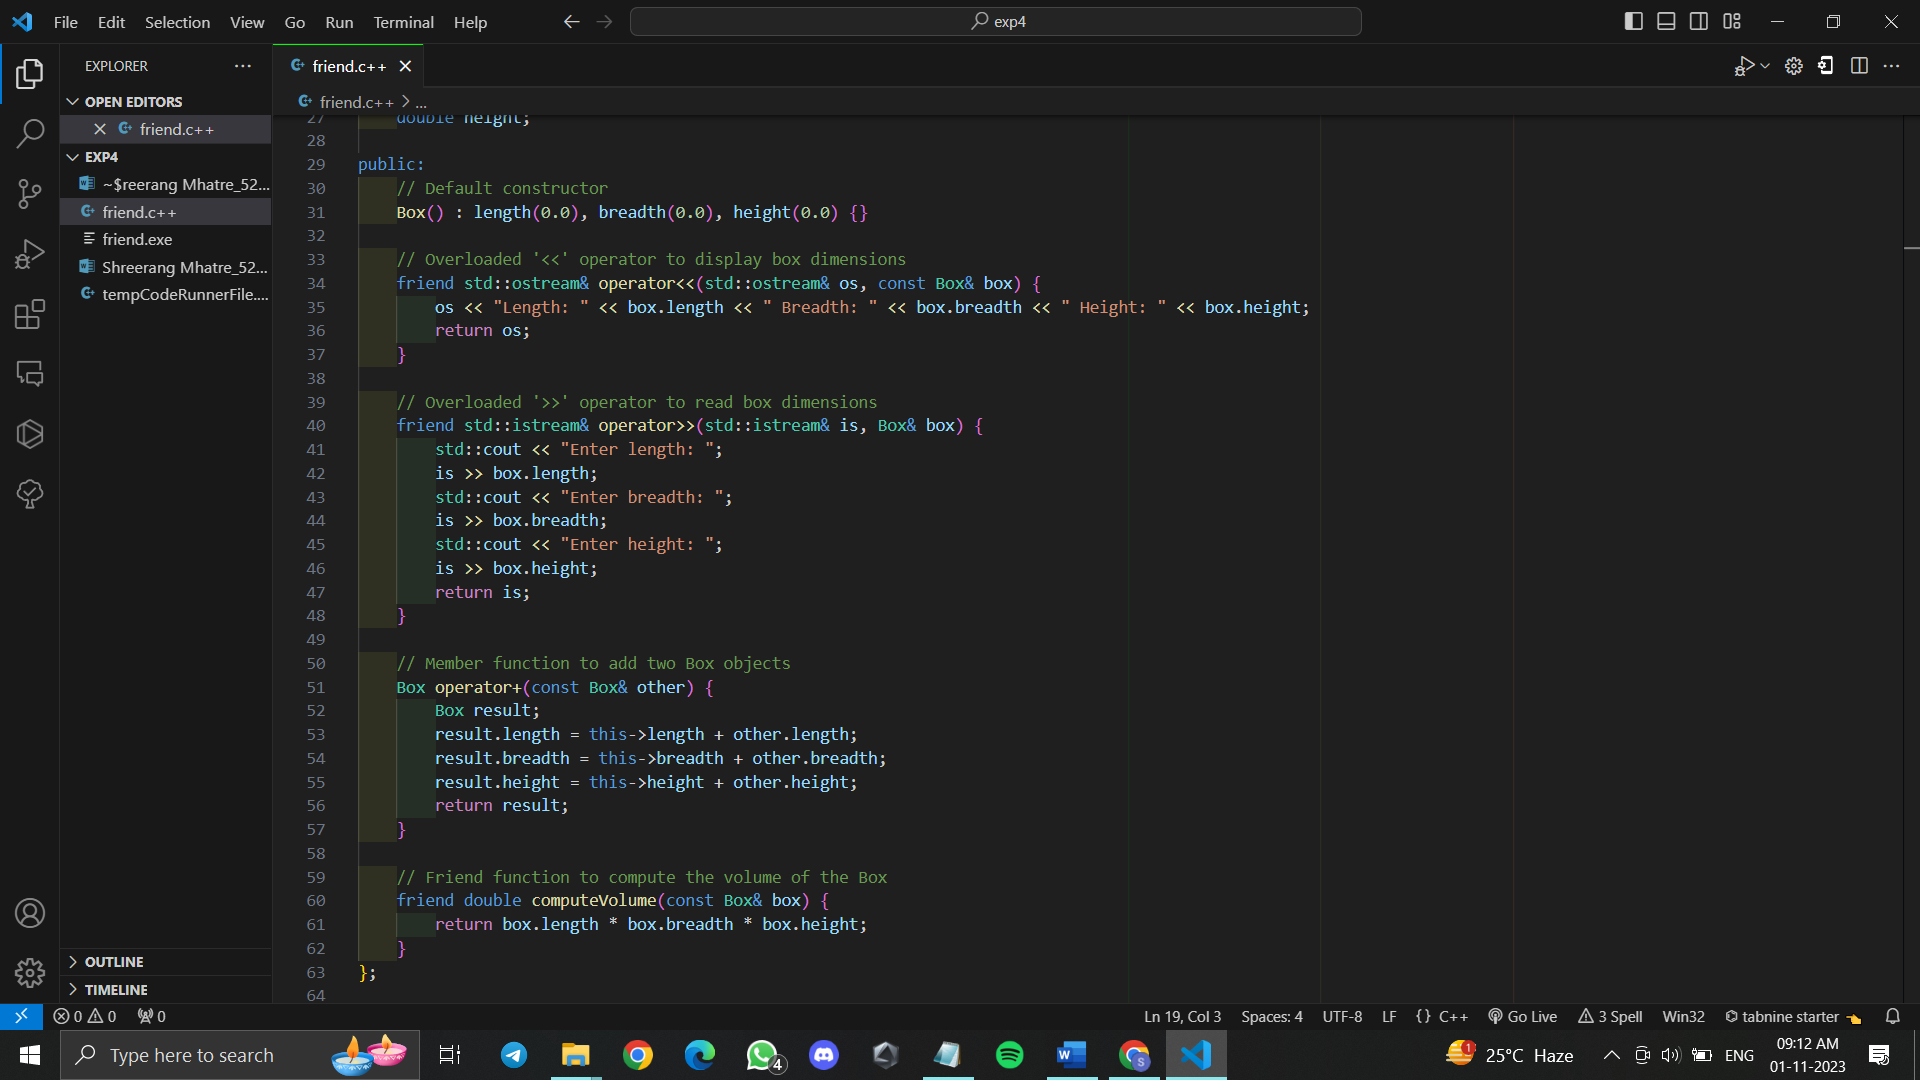 File Edit Selection View Go Run Terminal Help
exp4
EXPLORER
friend.c++
OPEN EDITORS
friend.c++
EXP4
~$reerang Mhatre_52...
friend.c++
friend.exe
Shreerang Mhatre_52...
tempCodeRunnerFile....
OUTLINE
TIMELINE
friend.c++ > ...
27 double height;
28
29 public:
30 // Default constructor
31 Box() : length(0.0), breadth(0.0), height(0.0) {}
32
33 // Overloaded '<<' operator to display box dimensions
34 friend std::ostream& operator<<(std::ostream& os, const Box& box) {
35 os << "Length: " << box.length << " Breadth: " << box.breadth << " Height: " << box.height;
36 return os;
37 }
38
39 // Overloaded '>>' operator to read box dimensions
40 friend std::istream& operator>>(std::istream& is, Box& box) {
41 std::cout << "Enter length: ";
42 is >> box.length;
43 std::cout << "Enter breadth: ";
44 is >> box.breadth;
45 std::cout << "Enter height: ";
46 is >> box.height;
47 return is;
48 }
49
50 // Member function to add two Box objects
51 Box operator+(const Box& other) {
52 Box result;
53 result.length = this->length + other.length;
54 result.breadth = this->breadth + other.breadth;
55 result.height = this->height + other.height;
56 return result;
57 }
58
59 // Friend function to compute the volume of the Box
60 friend double computeVolume(const Box& box) {
61 return box.length * box.breadth * box.height;
62 }
63 };
64
0 0 0 Ln 19, Col 3 Spaces: 4 UTF-8 LF {} C++ Go Live 3 Spell Win32 tabnine starter
Type here to search
4
1 25°C Haze
ENG
09:12 AM
01-11-2023